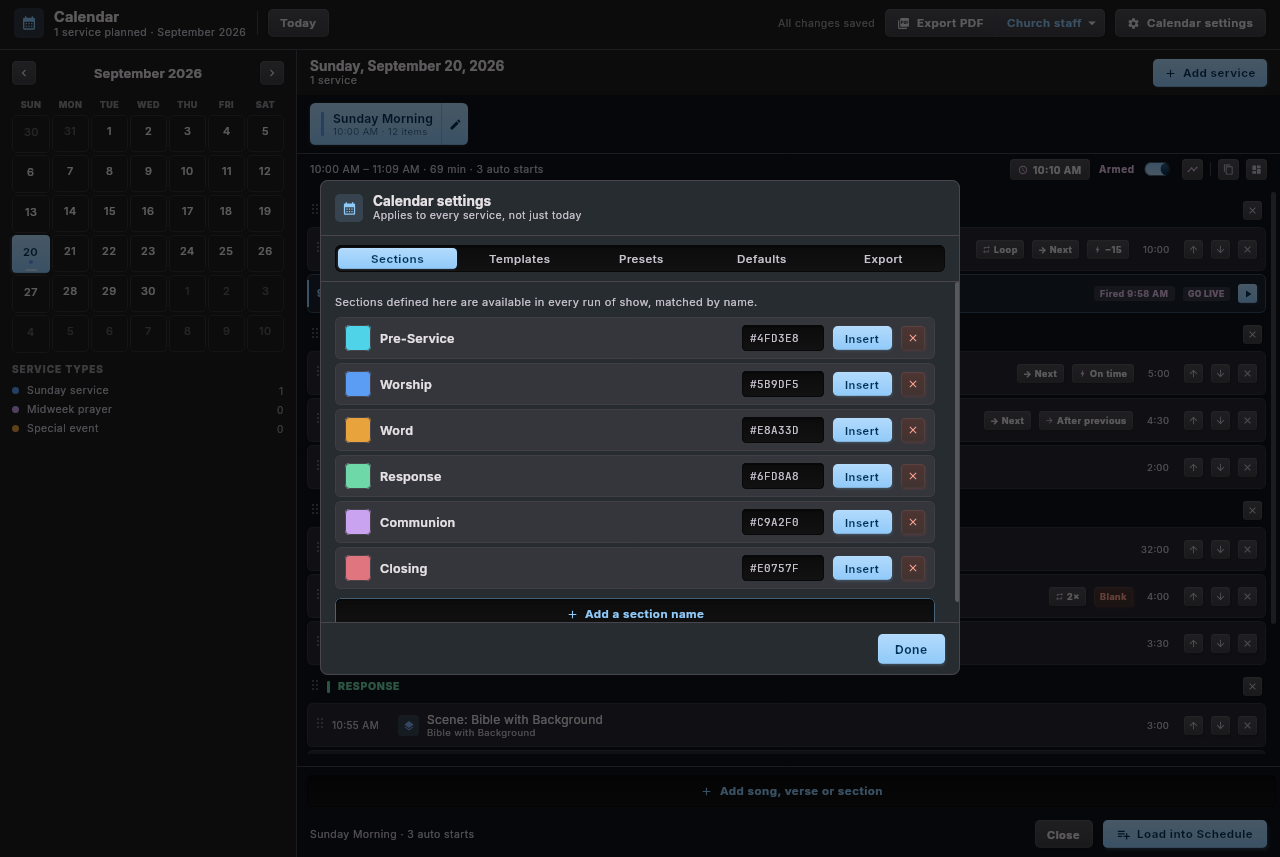 Calendar
1 service planned · September 2026
Today
All changes saved
Export PDF
Church staff
Calendar settings
September 2026
SUN MON TUE WED THU FRI SAT
30 31 1 2 3 4 5
6 7 8 9 10 11 12
13 14 15 16 17 18 19
20 21 22 23 24 25 26
27 28 29 30 1 2 3
4 5 6 7 8 9 10
SERVICE TYPES
Sunday service 1
Midweek prayer 0
Special event 0
Sunday, September 20, 2026
1 service
+ Add service
Sunday Morning
10:00 AM · 12 items
10:00 AM – 11:09 AM · 69 min · 3 auto starts
10:10 AM
Armed
Loop → Next −15 10:00
Fired 9:58 AM GO LIVE
→ Next On time 5:00
→ Next → After previous 4:30
2:00
32:00
2× Blank 4:00
3:30
Calendar settings
Applies to every service, not just today
Sections Templates Presets Defaults Export
Sections defined here are available in every run of show, matched by name.
Pre-Service #4FD3E8 Insert ×
Worship #5B9DF5 Insert ×
Word #E8A33D Insert ×
Response #6FD8A8 Insert ×
Communion #C9A2F0 Insert ×
Closing #E0757F Insert ×
+ Add a section name
Done
RESPONSE
10:55 AM Scene: Bible with Background 3:00
Bible with Background
+ Add song, verse or section
Sunday Morning · 3 auto starts
Close
Load into Schedule